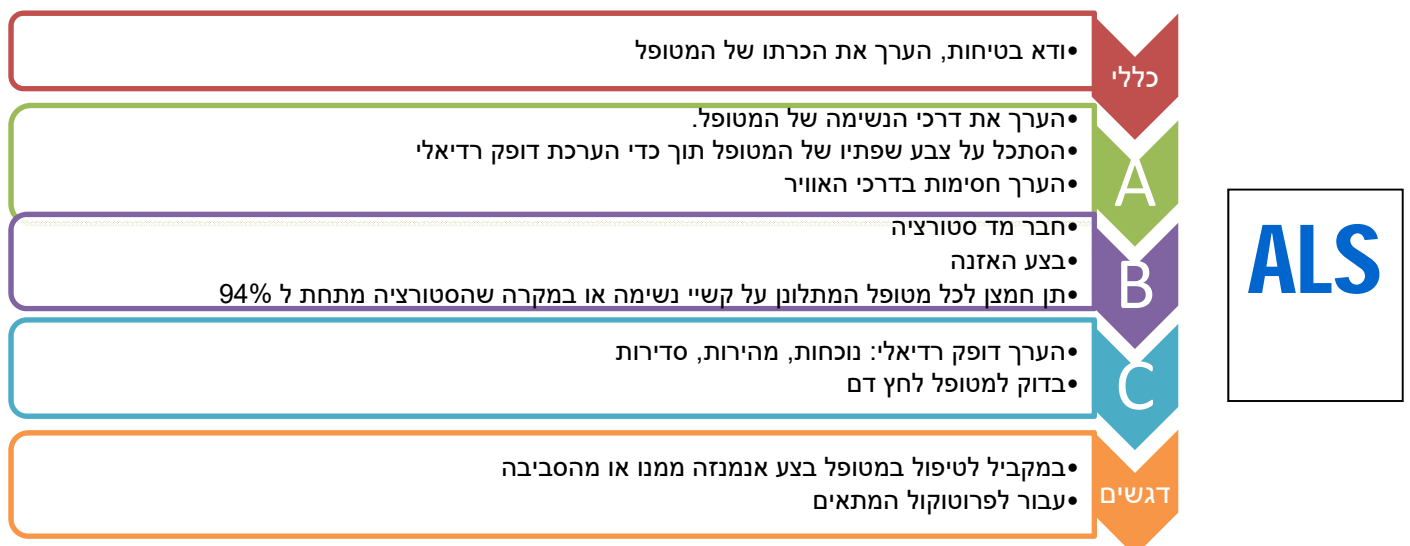 כללי
•ודא בטיחות, הערך את הכרתו של המטופל
A
•הערך את דרכי הנשימה של המטופל.
•הסתכל על צבע שפתיו של המטופל תוך כדי הערכת דופק רדיאלי
•הערך חסימות בדרכי האוויר
B
•חבר מד סטורציה
•בצע האזנה
•תן חמצן לכל מטופל המתלונן על קשיי נשימה או במקרה שהסטורציה מתחת ל 94%
C
•הערך דופק רדיאלי: נוכחות, מהירות, סדירות
•בדוק למטופל לחץ דם
דגשים
•במקביל לטיפול במטופל בצע אנמנזה ממנו או מהסביבה
•עבור לפרוטוקול המתאים
ALS